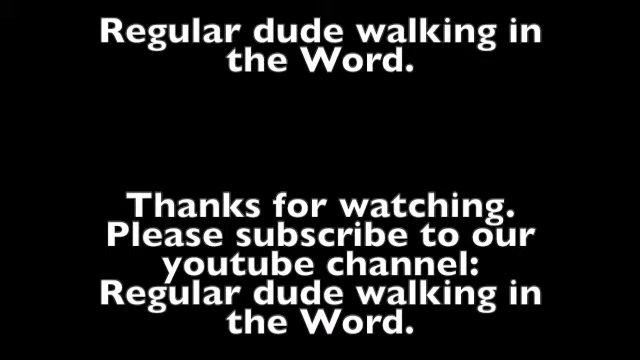 Regular dude walking in
the Word.
Thanks for watching.
Please subscribe to our
youtube channel:
Regular dude walking in
the Word.